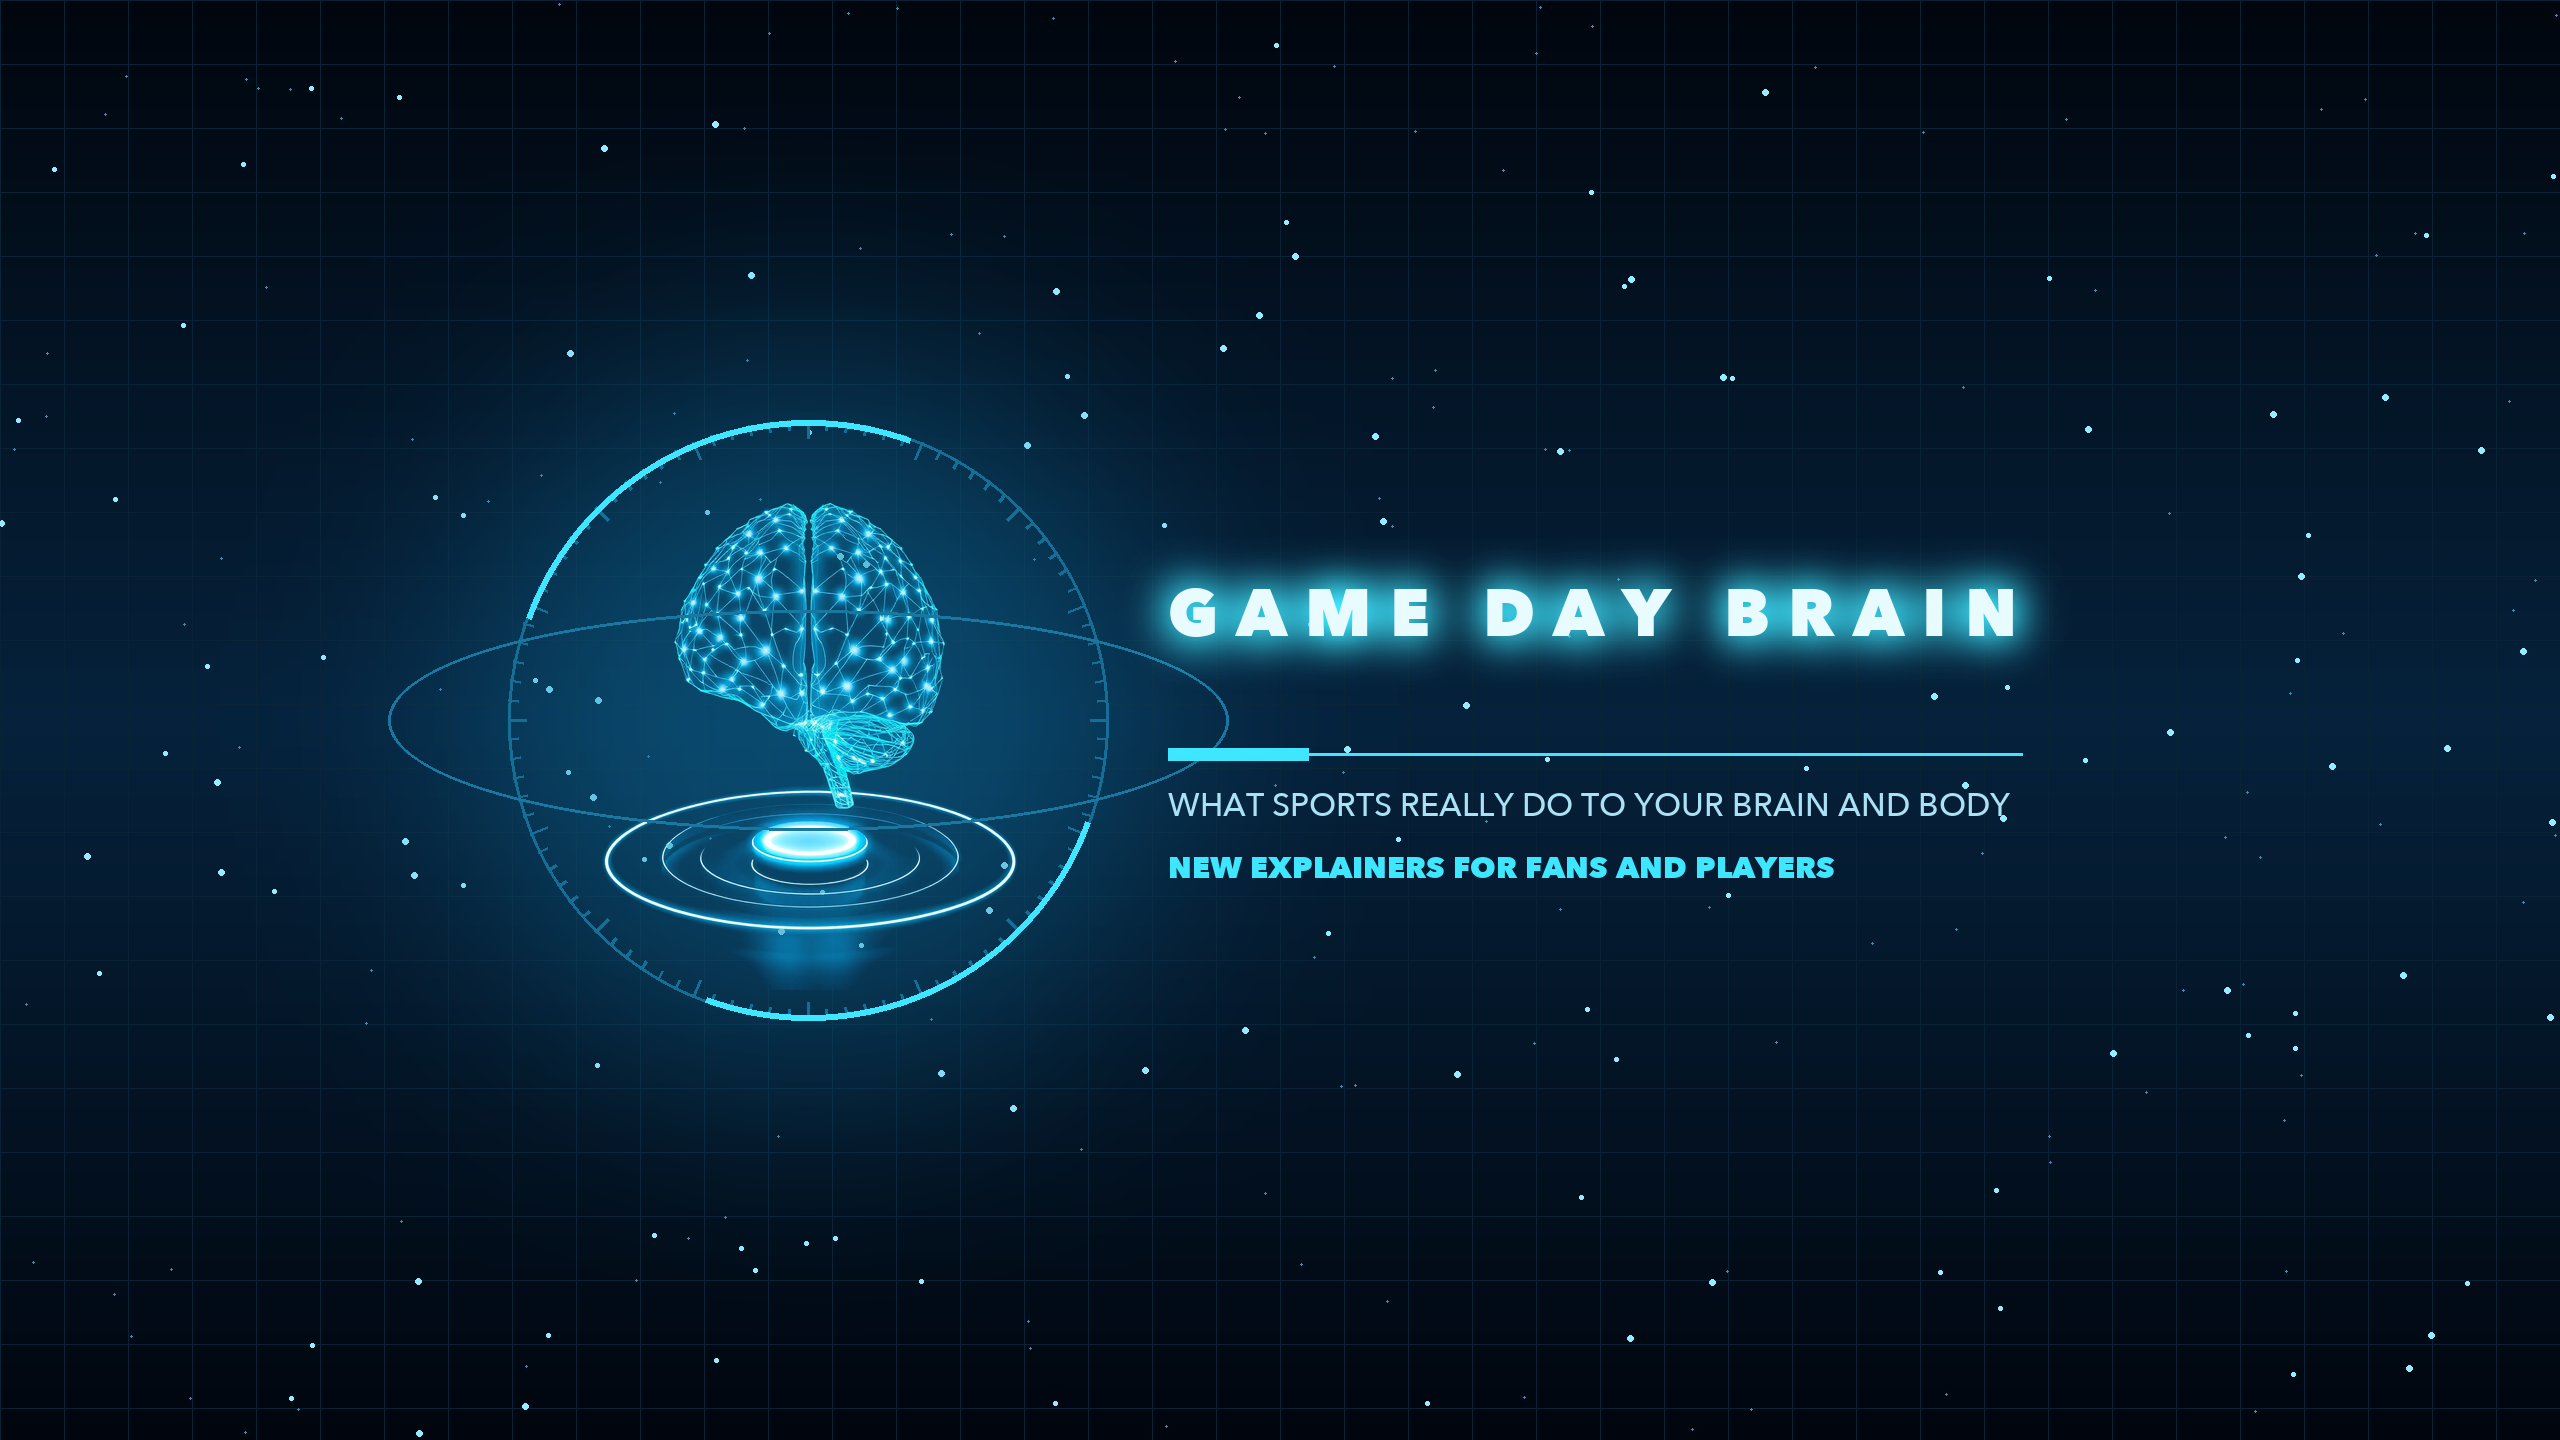 GAME DAY BRAIN
WHAT SPORTS REALLY DO TO YOUR BRAIN AND BODY
NEW EXPLAINERS FOR FANS AND PLAYERS